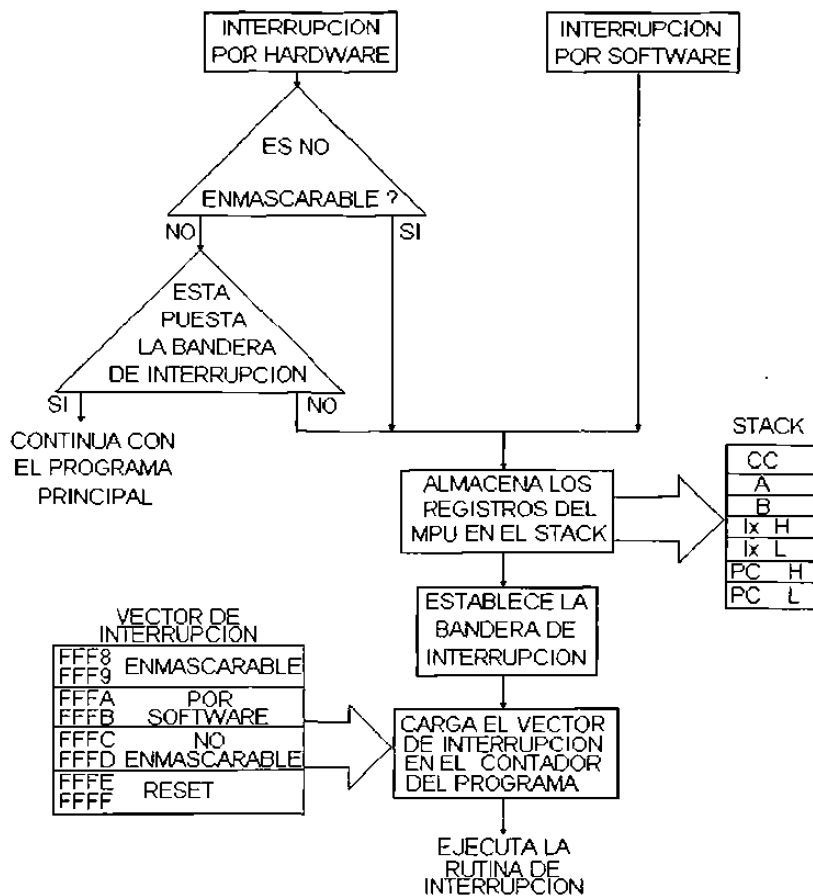 INTERRUPCION
POR HARDWARE
INTERRUPCION
POR SOFTWARE
ES NO
ENMASCARABLE ?
NO
SI
ESTA
PUESTA
LA BANDERA
DE INTERRUPCION
SI
NO
CONTINUA CON
EL PROGRAMA
PRINCIPAL
ALMACENA LOS
REGISTROS DEL
MPU EN EL STACK
STACK
CC
A
B
Ix H
Ix L
PC H
PC L
ESTABLECE LA
BANDERA DE
INTERRUPCION
VECTOR DE
INTERRUPCION
FFF8
FFF9 ENMASCARABLE
FFFA POR
FFFB SOFTWARE
FFFC NO
FFFD ENMASCARABLE
FFFE
FFFF RESET
CARGA EL VECTOR
DE INTERRUPCION
EN EL CONTADOR
DEL PROGRAMA
EJECUTA LA
RUTINA DE
INTERRUPCION